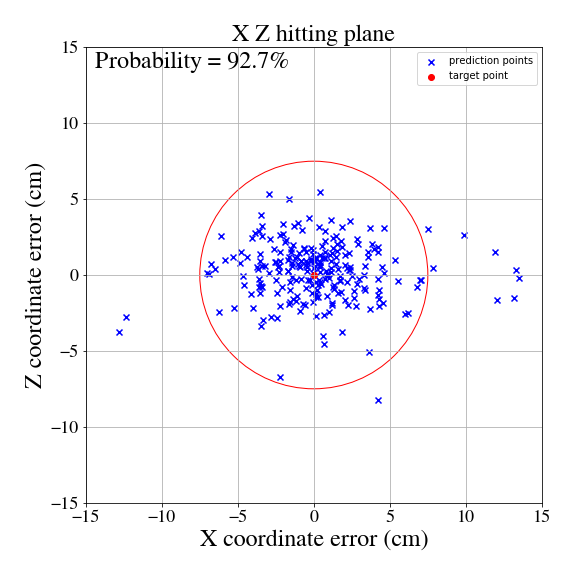 X Z hitting plane
Probability = 92.7%
prediction points
target point
15
10
5
0
−5
−10
−15
Z coordinate error (cm)
−15 −10 −5 0 5 10 15
X coordinate error (cm)